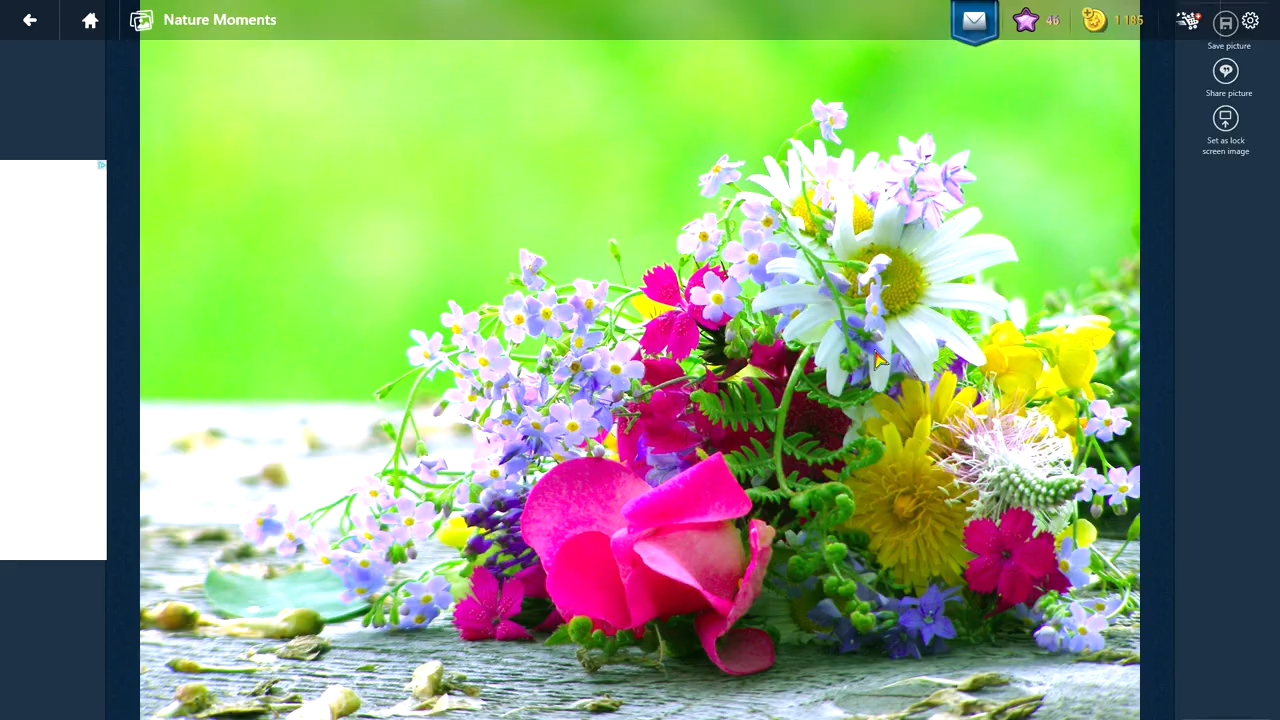 Nature Moments
46
1 185
Save picture
Share picture
Set as lock
screen image